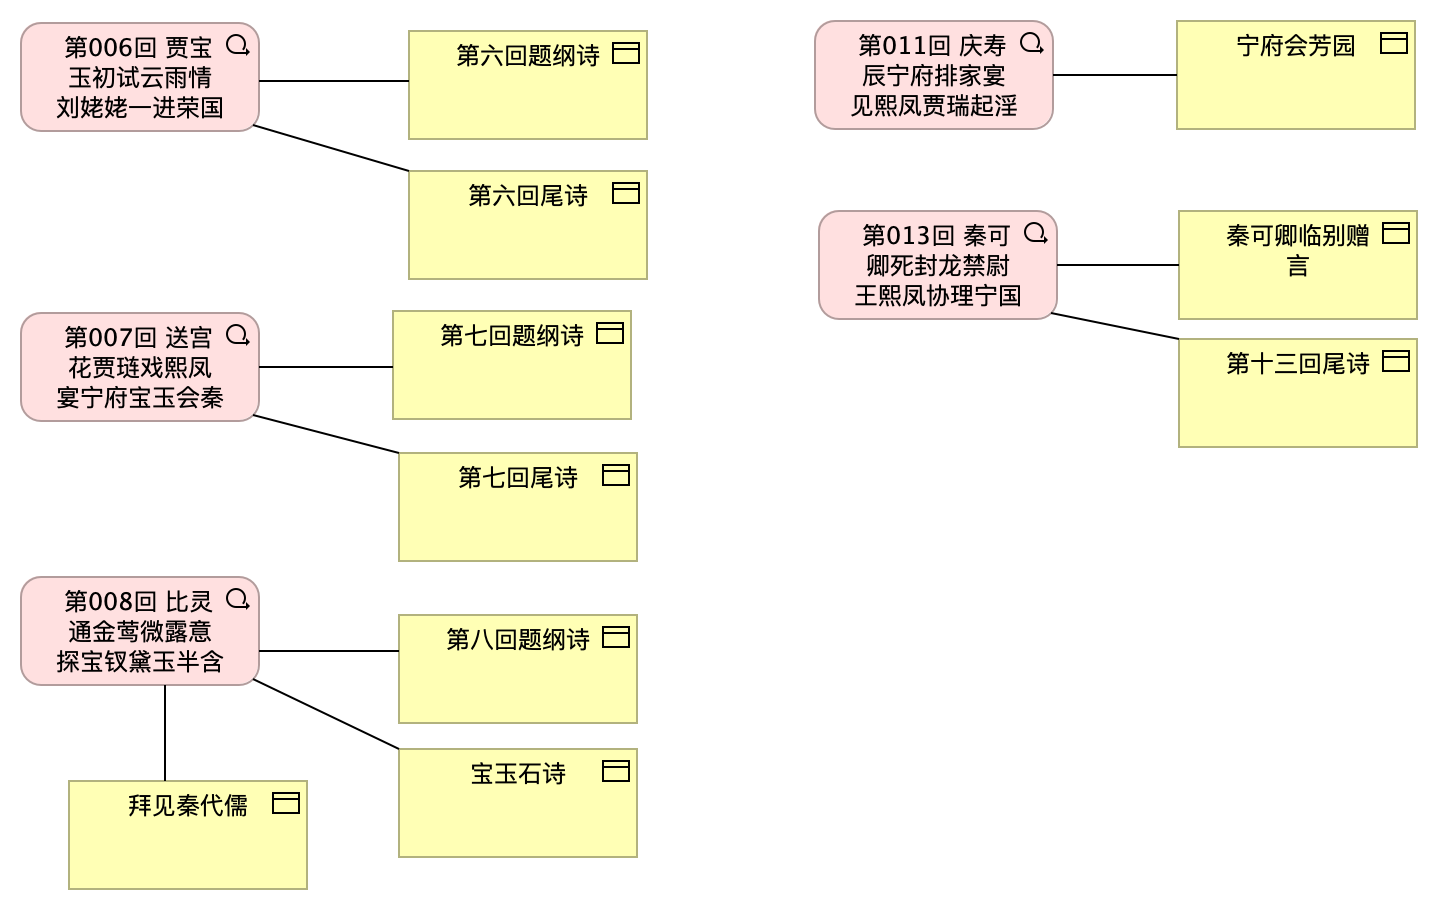 第006回 贾宝
玉初试云雨情
刘姥姥一进荣国
第六回题纲诗
第六回尾诗
第007回 送宫
花贾琏戏熙凤
宴宁府宝玉会秦
第七回题纲诗
第七回尾诗
第008回 比灵
通金莺微露意
探宝钗黛玉半含
第八回题纲诗
宝玉石诗
拜见秦代儒
第011回 庆寿
辰宁府排家宴
见熙凤贾瑞起淫
宁府会芳园
第013回 秦可
卿死封龙禁尉
王熙凤协理宁国
秦可卿临别赠
言
第十三回尾诗